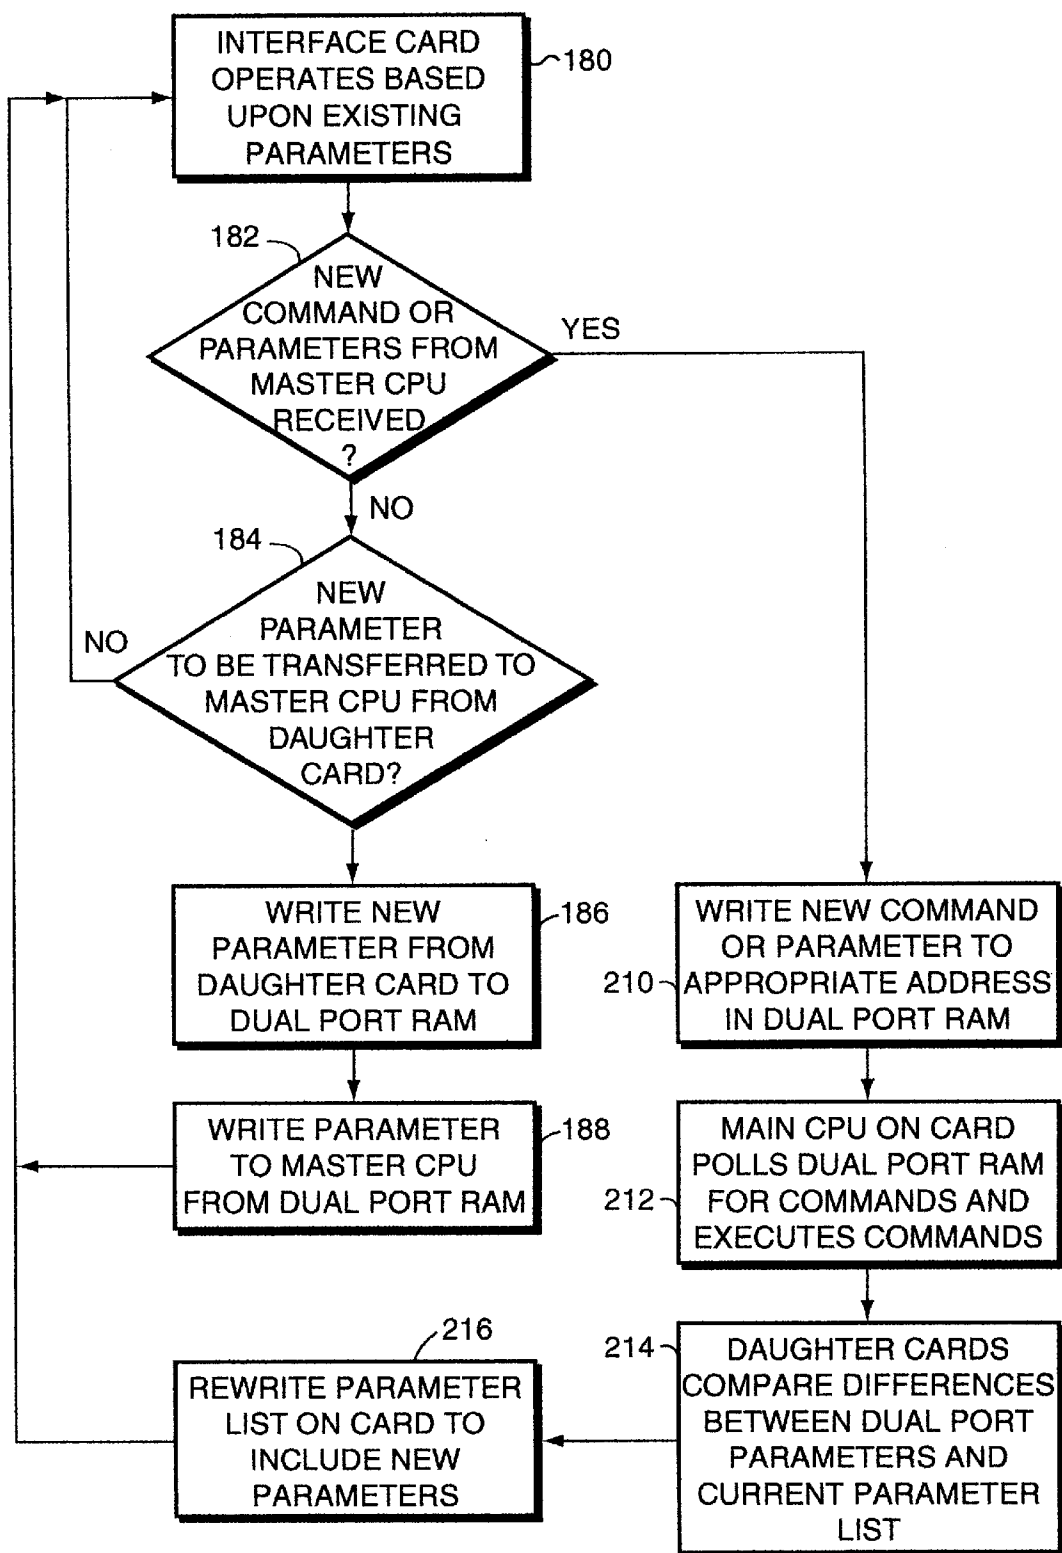 INTERFACE CARD
OPERATES BASED
UPON EXISTING
PARAMETERS
180
182
NEW
COMMAND OR
PARAMETERS FROM
MASTER CPU
RECEIVED
?
YES
NO
184
NEW
PARAMETER
TO BE TRANSFERRED TO
MASTER CPU FROM
DAUGHTER
CARD?
NO
WRITE NEW
PARAMETER FROM
DAUGHTER CARD TO
DUAL PORT RAM
186
WRITE PARAMETER
TO MASTER CPU
FROM DUAL PORT RAM
188
210
WRITE NEW COMMAND
OR PARAMETER TO
APPROPRIATE ADDRESS
IN DUAL PORT RAM
212
MAIN CPU ON CARD
POLLS DUAL PORT RAM
FOR COMMANDS AND
EXECUTES COMMANDS
214
DAUGHTER CARDS
COMPARE DIFFERENCES
BETWEEN DUAL PORT
PARAMETERS AND
CURRENT PARAMETER
LIST
216
REWRITE PARAMETER
LIST ON CARD TO
INCLUDE NEW
PARAMETERS